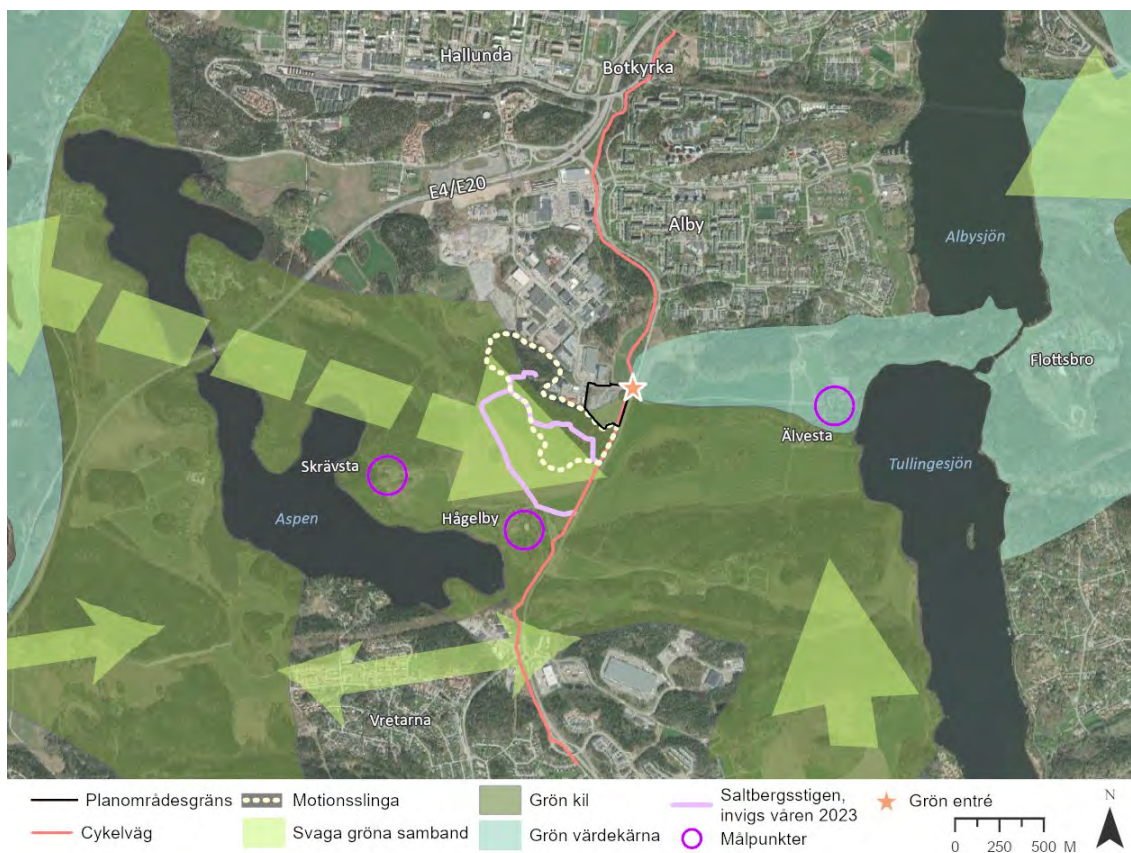 Hallunda
Botkyrka
E4/E20
Alby
Albysjön
Flottsbro
Älvesta
Skrävsta
Tullingesjön
Aspen
Hågelby
Vretarna
Planområdesgräns
Motionsslinga
Grön kil
Saltbergsstigen,
invigs våren 2023
Grön entré
N
Cykelväg
Svaga gröna samband
Grön värdekärna
Målpunkter
0 250 500 M